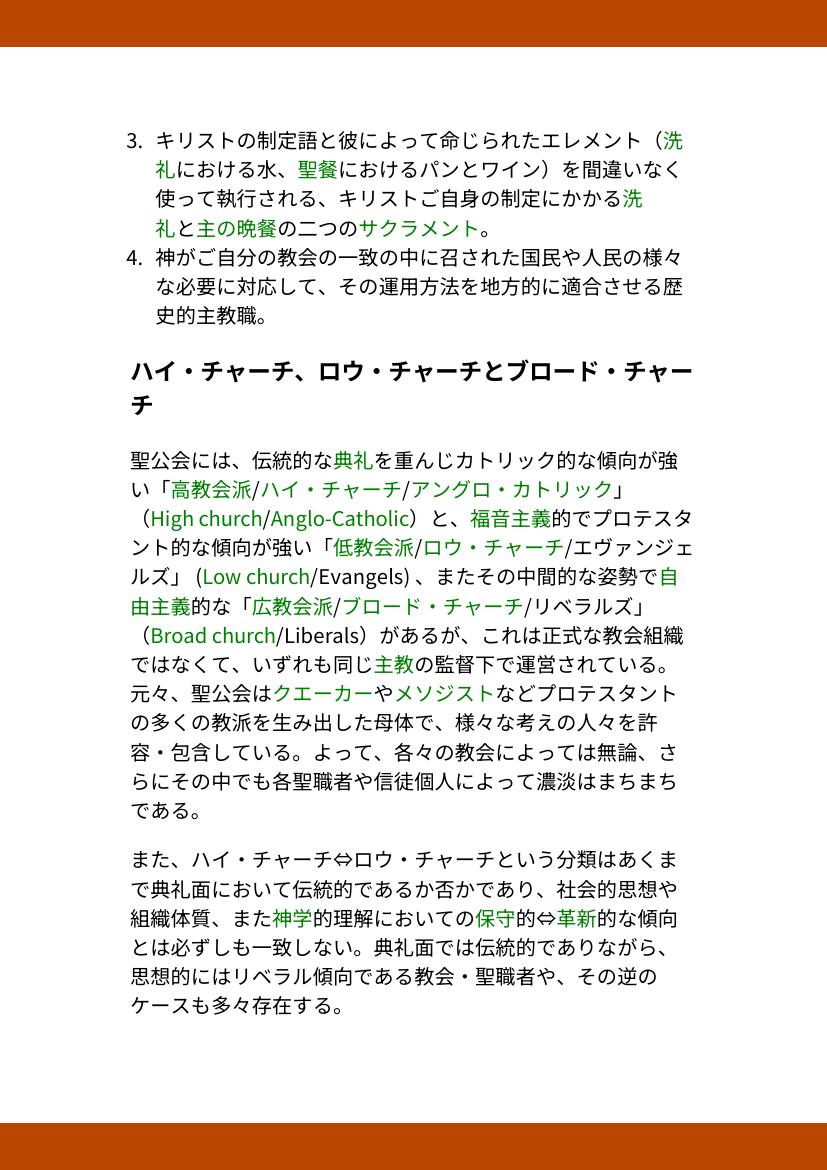 3. キリストの制定語と彼によって命じられたエレメント（洗
礼における水、聖餐におけるパンとワイン）を間違いなく
使って執行される、キリストご自身の制定にかかる洗
礼と主の晩餐の二つのサクラメント。
4. 神がご自分の教会の一致の中に召された国民や人民の様々
な必要に対応して、その運用方法を地方的に適合させる歴
史的主教職。
ハイ・チャーチ、ロウ・チャーチとブロード・チャー
チ
聖公会には、伝統的な典礼を重んじカトリック的な傾向が強
い「高教会派/ハイ・チャーチ/アングロ・カトリック」
（High church/Anglo-Catholic）と、福音主義的でプロテスタ
ント的な傾向が強い「低教会派/ロウ・チャーチ/エヴァンジェ
ルズ」 (Low church/Evangels) 、またその中間的な姿勢で自
由主義的な「広教会派/ブロード・チャーチ/リベラルズ」
（Broad church/Liberals）があるが、これは正式な教会組織
ではなくて、いずれも同じ主教の監督下で運営されている。
元々、聖公会はクエーカーやメソジストなどプロテスタント
の多くの教派を生み出した母体で、様々な考えの人々を許
容・包含している。よって、各々の教会によっては無論、さ
らにその中でも各聖職者や信徒個人によって濃淡はまちまち
である。
また、ハイ・チャーチ⇔ロウ・チャーチという分類はあくま
で典礼面において伝統的であるか否かであり、社会的思想や
組織体質、また神学的理解においての保守的⇔革新的な傾向
とは必ずしも一致しない。典礼面では伝統的でありながら、
思想的にはリベラル傾向である教会・聖職者や、その逆の
ケースも多々存在する。